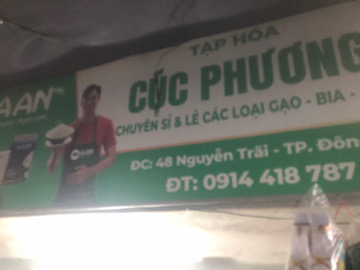 TẠP HÓA
CÚC PHƯƠNG
CHUYÊN SỈ & LẺ CÁC LOẠI GẠO - BIA -
ĐC: 48 Nguyễn Trãi - TP. Đôn
ĐT: 0914 418 787
AAN